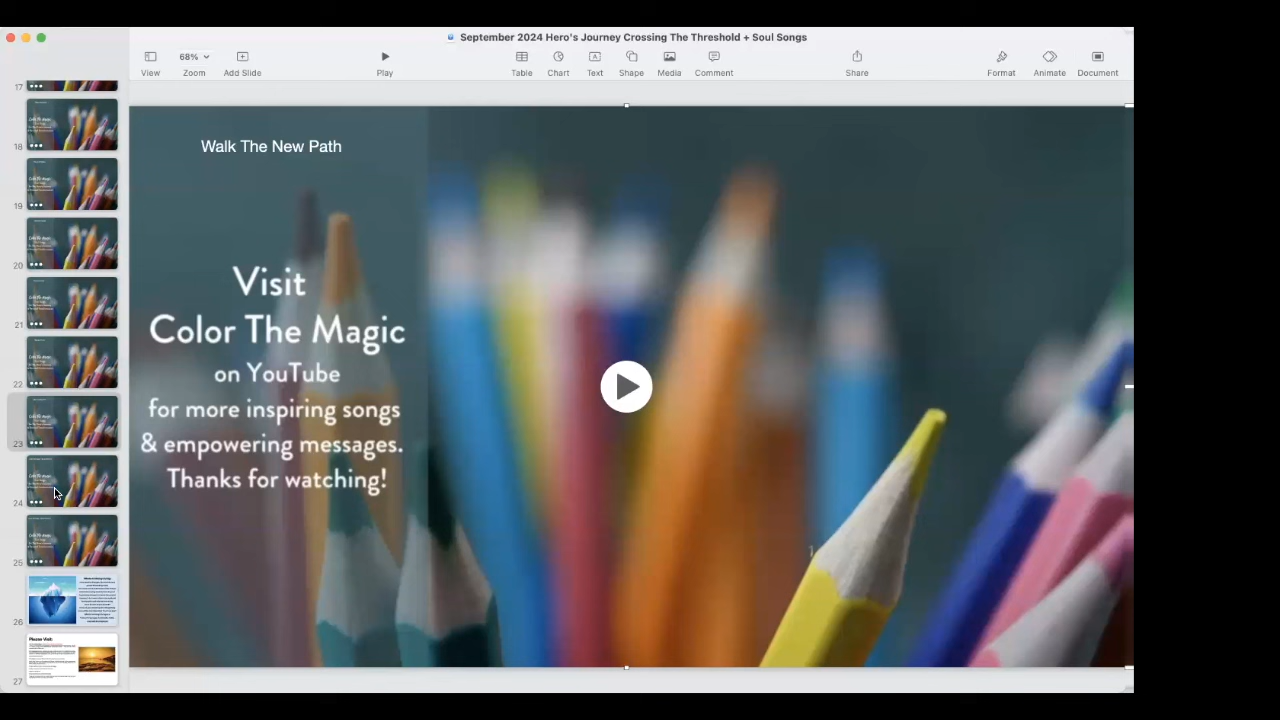 September 2024 Hero's Journey Crossing The Threshold + Soul Songs
68%
View
Zoom
Add Slide
Play
Table
Chart
Text
Shape
Media
Comment
Share
Format
Animate
Document
17
18
19
20
21
22
23
24
25
26
Please Visit:
27
Walk The New Path
Visit
Color The Magic
on YouTube
for more inspiring songs
& empowering messages.
Thanks for watching!